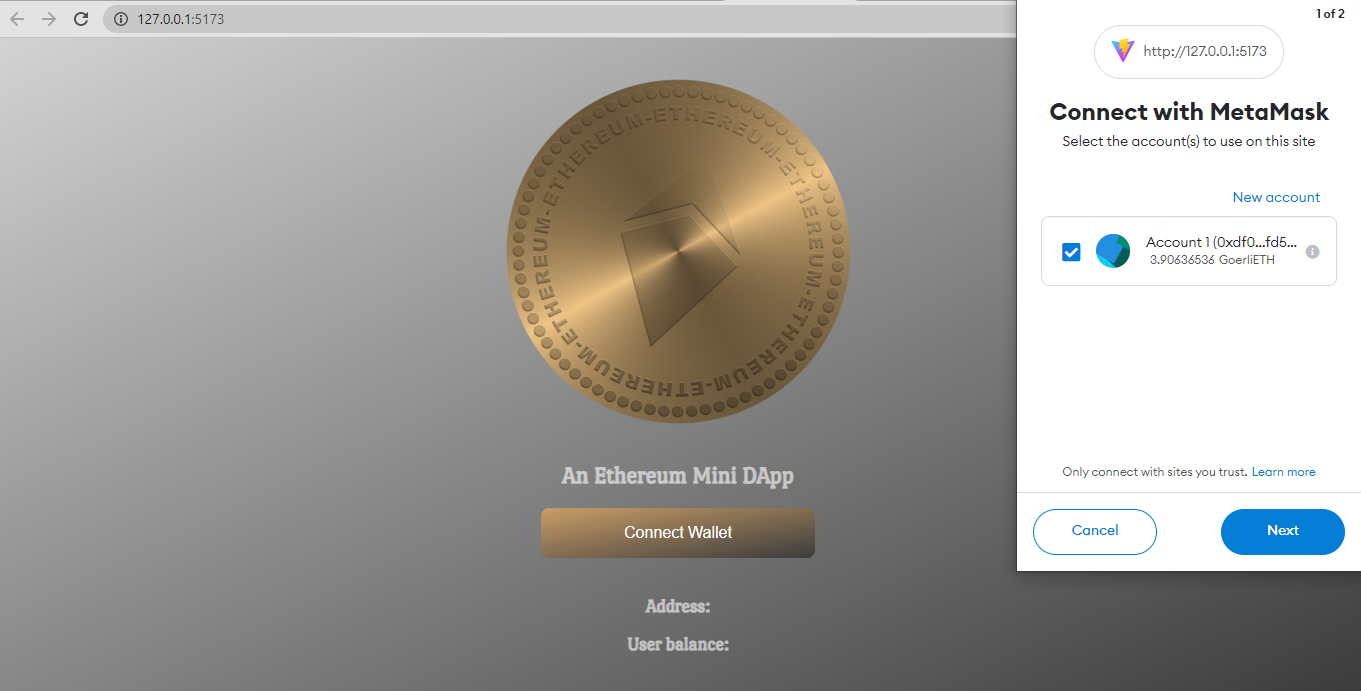 127.0.0.1:5173
1 of 2
http://127.0.0.1:5173
Connect with MetaMask
Select the account(s) to use on this site
New account
Account 1 (0xdf0...fd5...
3.90636536 GoerliETH
Only connect with sites you trust. Learn more
Cancel
Next
ETHEREUM-ETHEREUM-ETHEREUM-ETHEREUM-ETHEREUM-ETHEREUM-
An Ethereum Mini DApp
Connect Wallet
Address:
User balance: